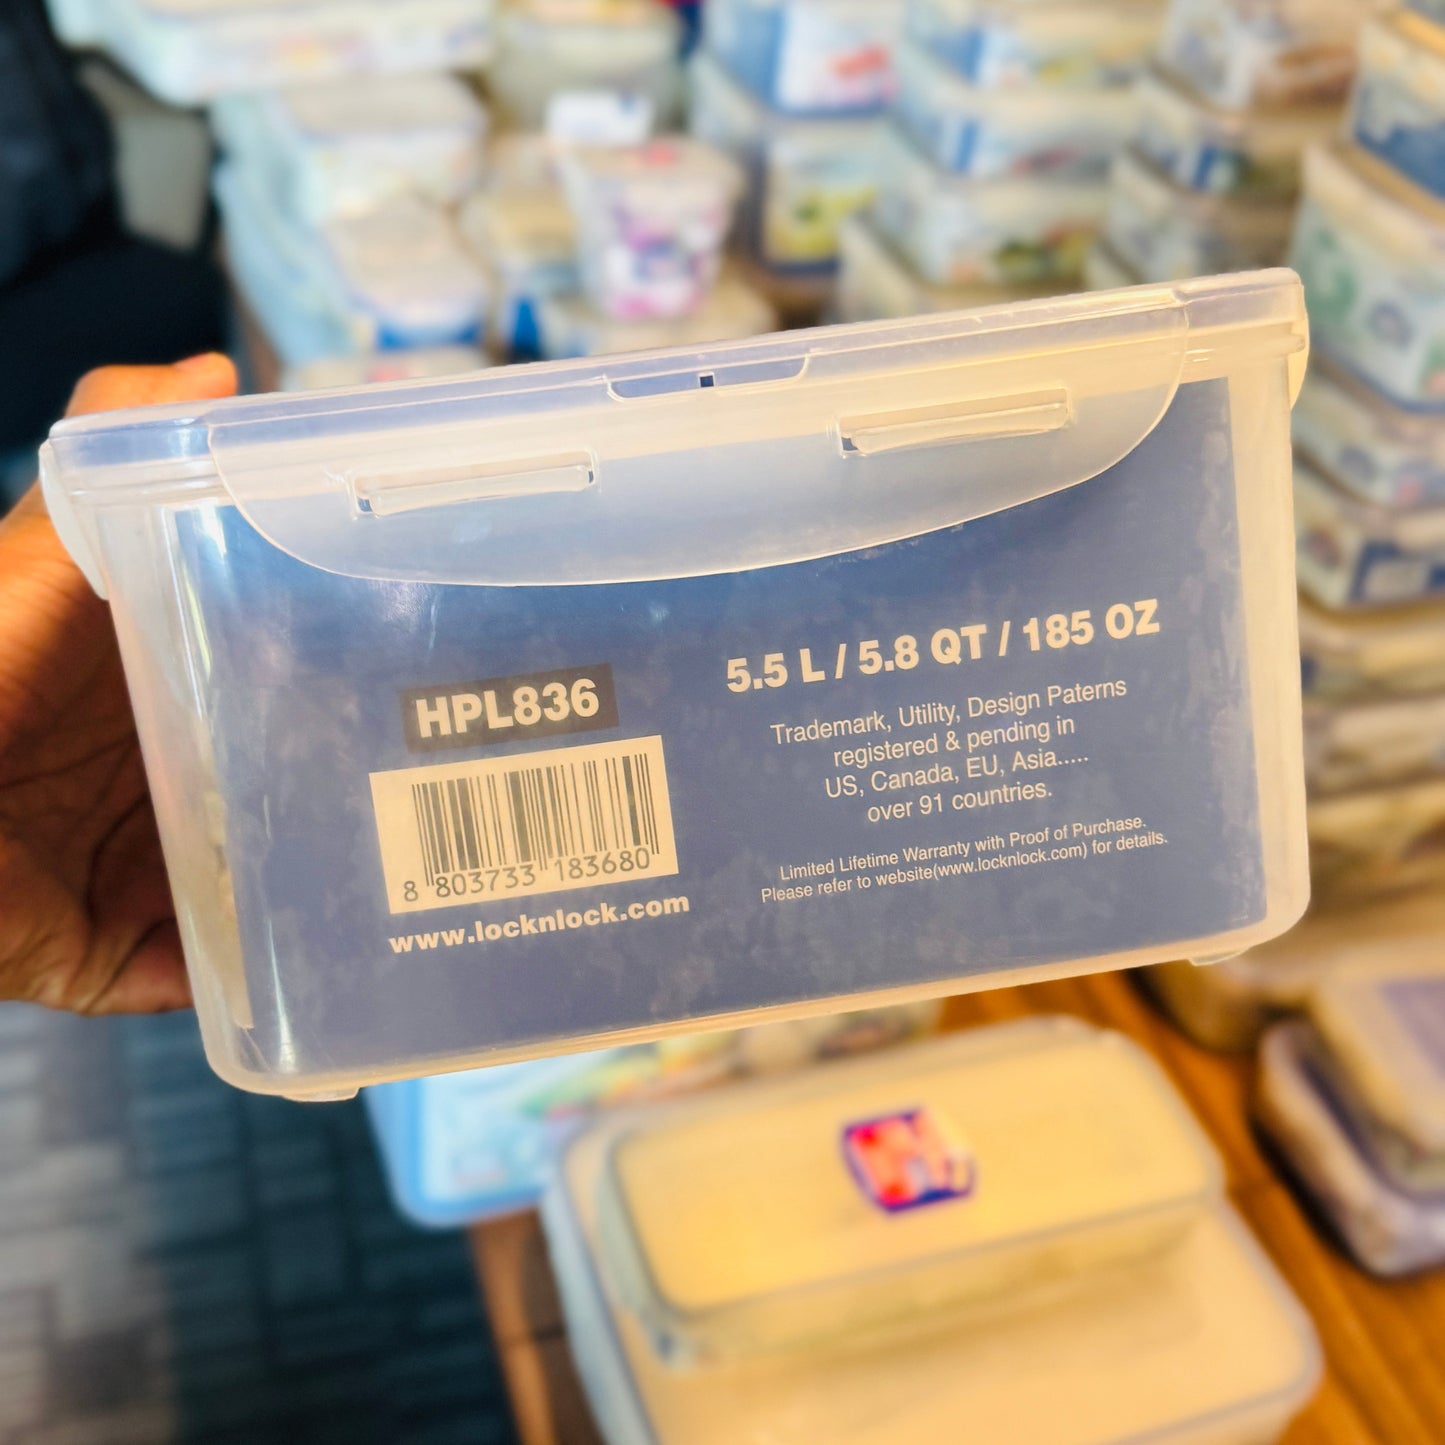 HPL836
8 803733 183680
www.locknlock.com
5.5 L / 5.8 QT / 185 OZ
Trademark, Utility, Design Paterns
registered & pending in
US, Canada, EU, Asia.....
over 91 countries.
Limited Lifetime Warranty with Proof of Purchase.
Please refer to website(www.locknlock.com) for details.